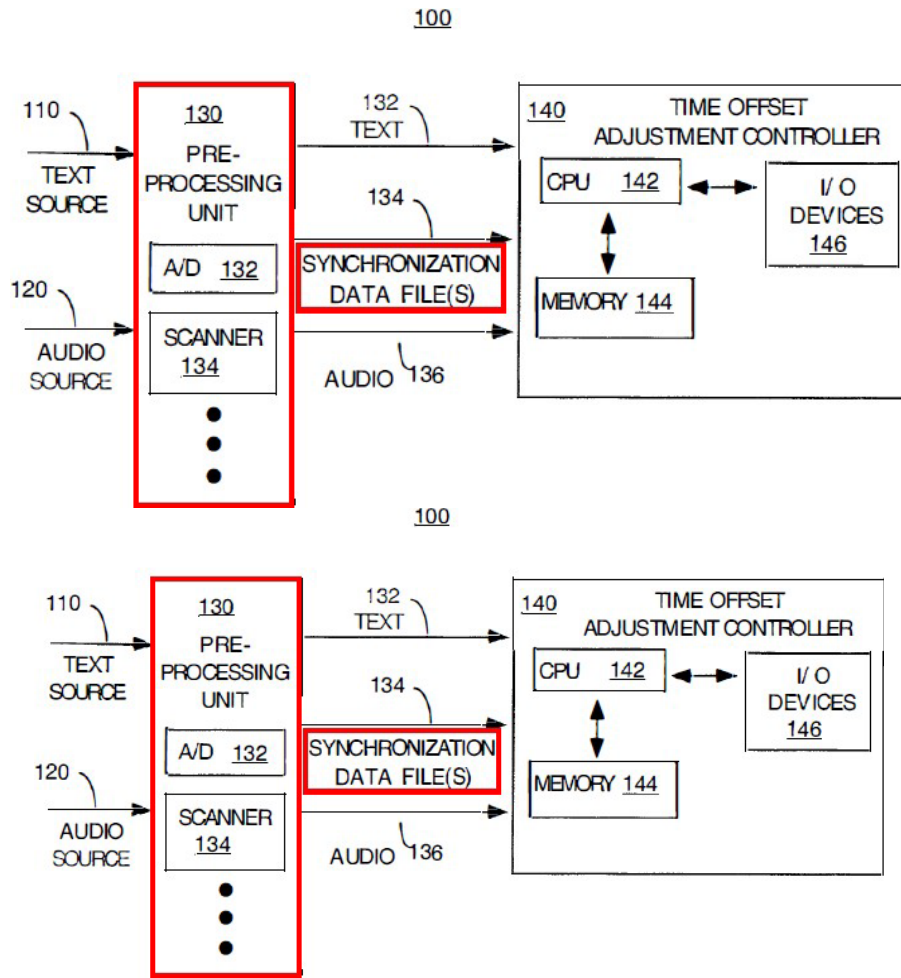 100
110
TEXT
SOURCE
120
AUDIO
SOURCE
130
PRE-
PROCESSING
UNIT
A/D 132
SCANNER
134
132
TEXT
134
SYNCHRONIZATION
DATA FILE(S)
AUDIO 136
140 TIME OFFSET
ADJUSTMENT CONTROLLER
CPU 142
I/O
DEVICES
146
MEMORY 144
100
110
TEXT
SOURCE
120
AUDIO
SOURCE
130
PRE-
PROCESSING
UNIT
A/D 132
SCANNER
134
132
TEXT
134
SYNCHRONIZATION
DATA FILE(S)
AUDIO 136
140 TIME OFFSET
ADJUSTMENT CONTROLLER
CPU 142
I/O
DEVICES
146
MEMORY 144